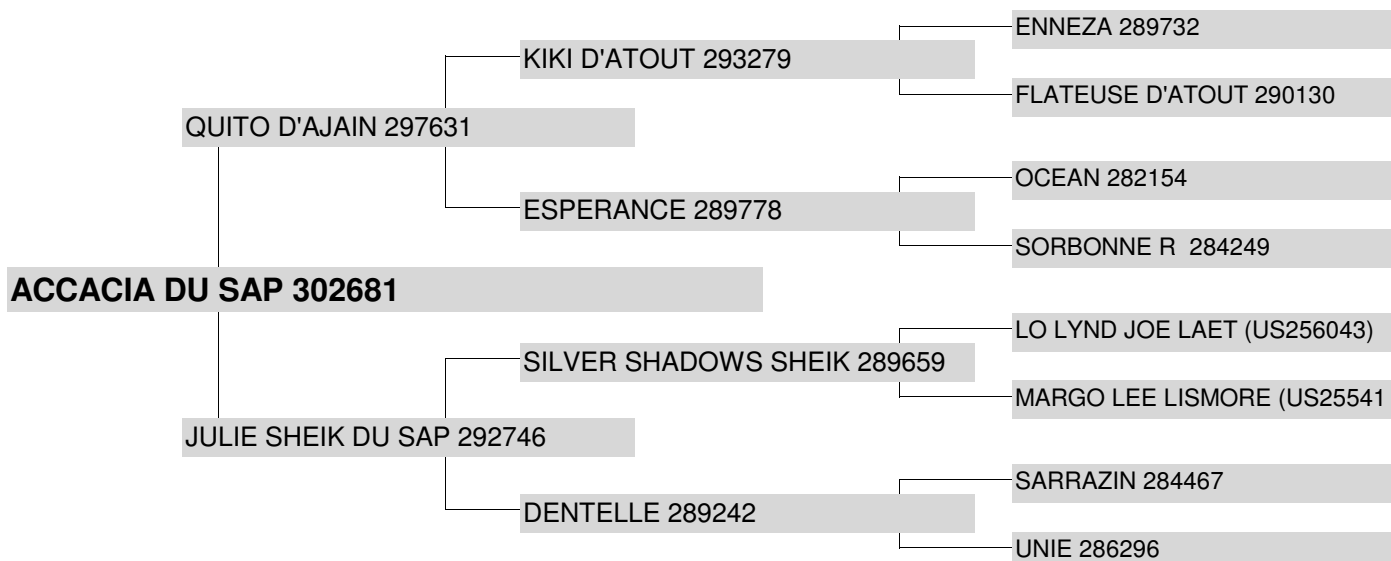 ENNEZA 289732
KIKI D'ATOUT 293279
FLATEUSE D'ATOUT 290130
QUITO D'AJAIN 297631
OCEAN 282154
ESPERANCE 289778
SORBONNE R 284249
ACCACIA DU SAP 302681
LO LYND JOE LAET (US256043)
SILVER SHADOWS SHEIK 289659
MARGO LEE LISMORE (US25541
JULIE SHEIK DU SAP 292746
SARRAZIN 284467
DENTELLE 289242
UNIE 286296